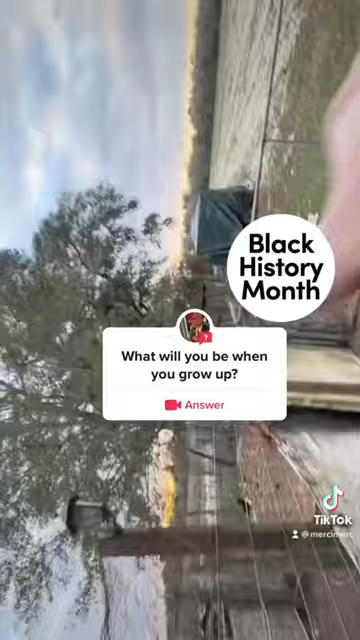 Black
History
Month
?
What will you be when
you grow up?
Answer
TikTok
@mercimerc